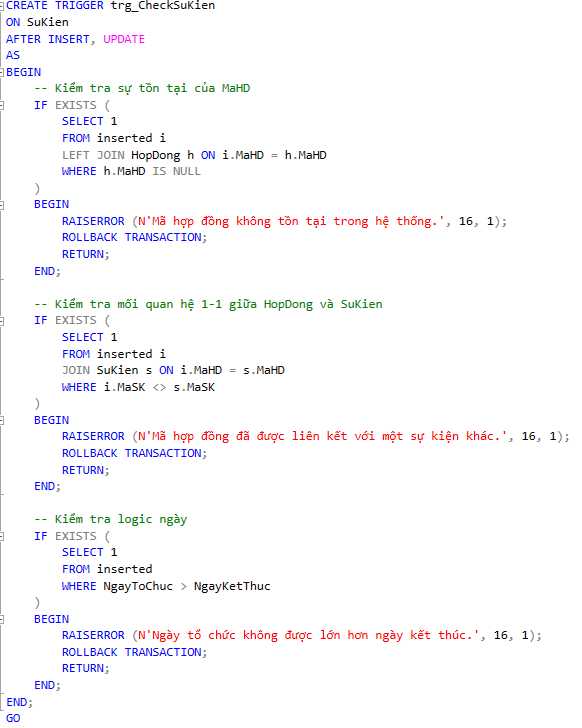 CREATE TRIGGER trg_CheckSuKien
ON SuKien
AFTER INSERT, UPDATE
AS
BEGIN
    -- Kiểm tra sự tồn tại của MaHD
    IF EXISTS (
        SELECT 1
        FROM inserted i
        LEFT JOIN HopDong h ON i.MaHD = h.MaHD
        WHERE h.MaHD IS NULL
    )
    BEGIN
        RAISERROR (N'Mã hợp đồng không tồn tại trong hệ thống.', 16, 1);
        ROLLBACK TRANSACTION;
        RETURN;
    END;

    -- Kiểm tra mối quan hệ 1-1 giữa HopDong và SuKien
    IF EXISTS (
        SELECT 1
        FROM inserted i
        JOIN SuKien s ON i.MaHD = s.MaHD
        WHERE i.MaSK <> s.MaSK
    )
    BEGIN
        RAISERROR (N'Mã hợp đồng đã được liên kết với một sự kiện khác.', 16, 1);
        ROLLBACK TRANSACTION;
        RETURN;
    END;

    -- Kiểm tra logic ngày
    IF EXISTS (
        SELECT 1
        FROM inserted
        WHERE NgayToChuc > NgayKetThuc
    )
    BEGIN
        RAISERROR (N'Ngày tổ chức không được lớn hơn ngày kết thúc.', 16, 1);
        ROLLBACK TRANSACTION;
        RETURN;
    END;
END;
GO